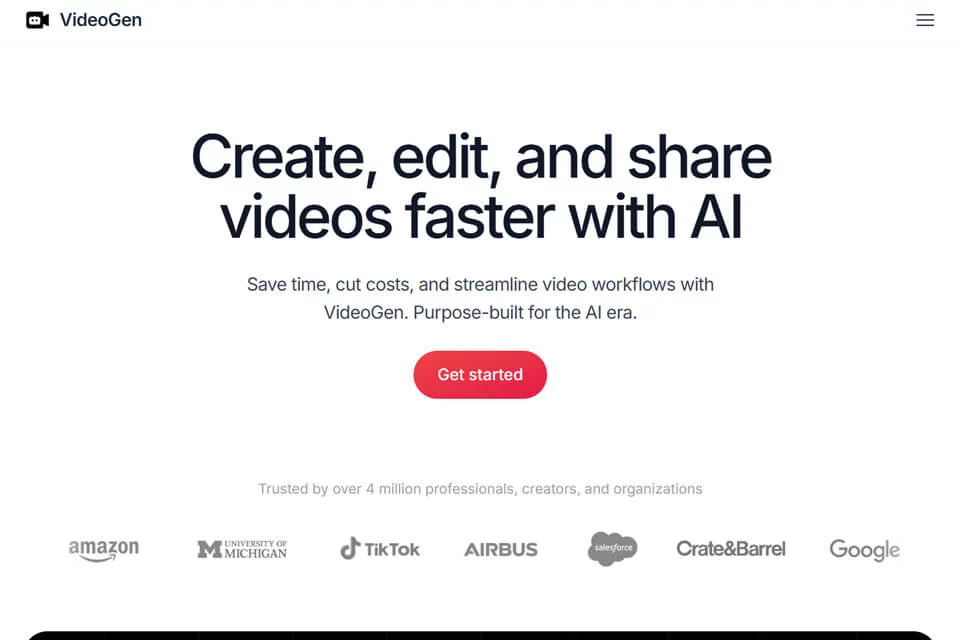 VideoGen
Create, edit, and share
videos faster with AI
Save time, cut costs, and streamline video workflows with
VideoGen. Purpose-built for the AI era.
Get started
Trusted by over 4 million professionals, creators, and organizations
amazon
M UNIVERSITY OF
MICHIGAN
TikTok
AIRBUS
salesforce
Crate&Barrel
Google